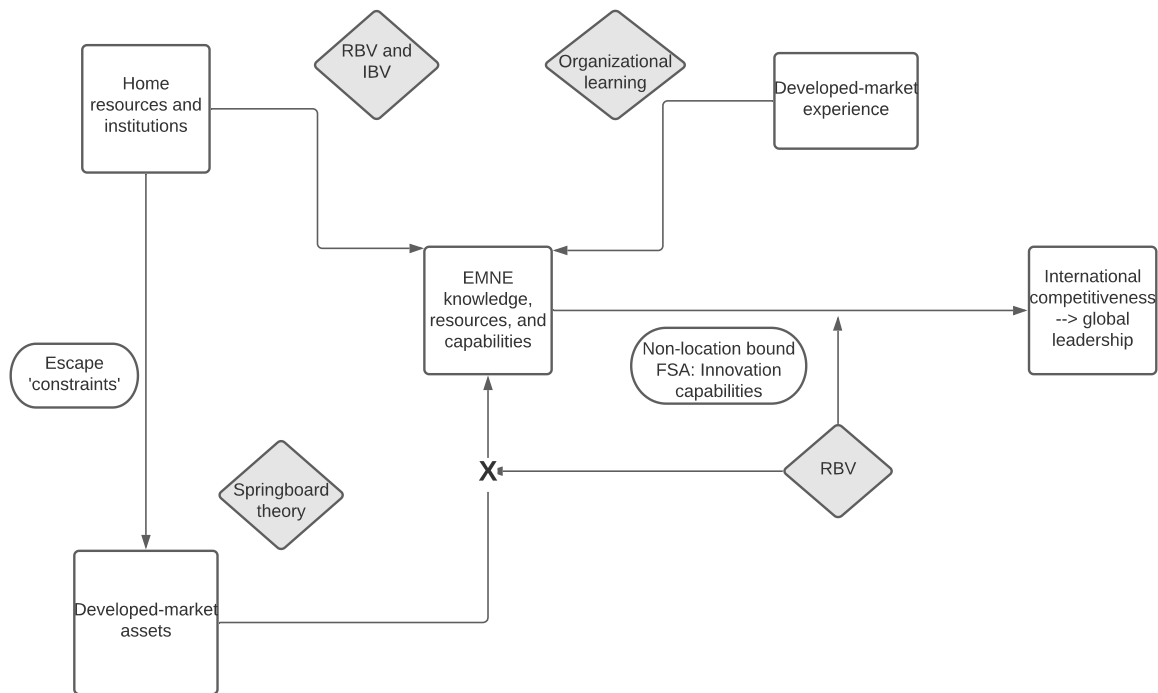 Home
resources and
institutions
RBV and
IBV
Organizational
learning
Developed-market
experience
EMNE
knowledge,
resources, and
capabilities
International
competitiveness
--> global
leadership
Escape
'constraints'
Non-location bound
FSA: Innovation
capabilities
Springboard
theory
X
RBV
Developed-market
assets